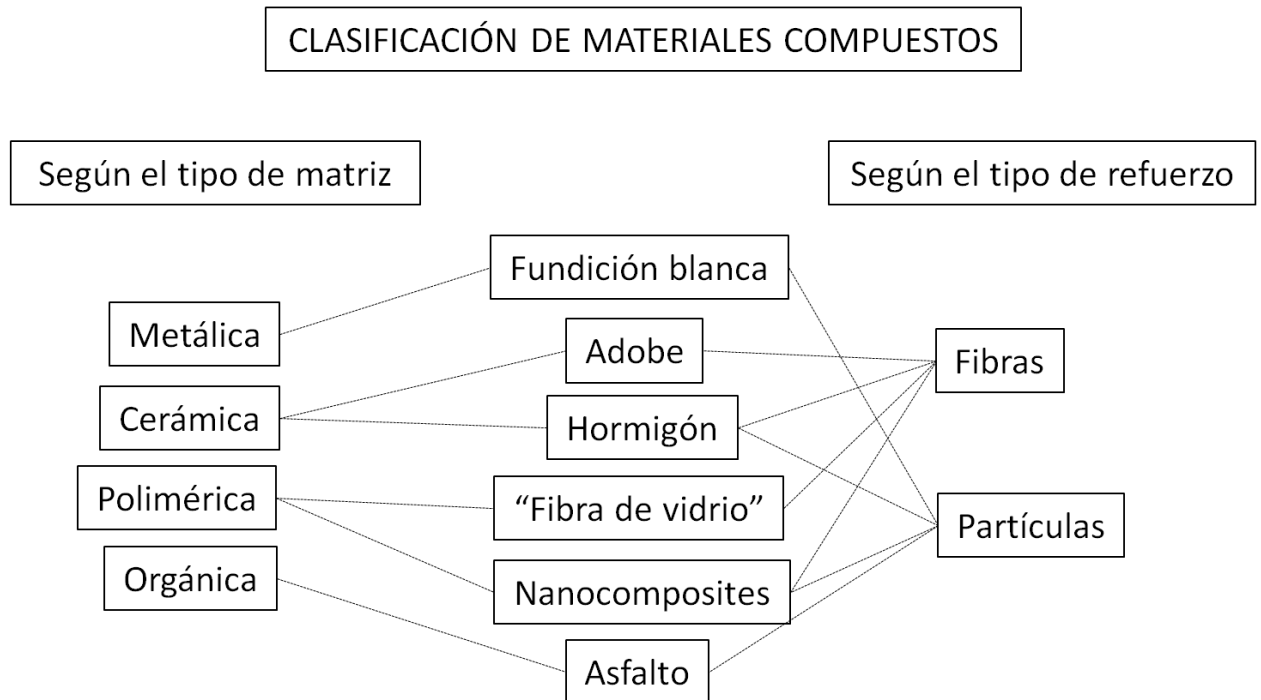 CLASIFICACIÓN DE MATERIALES COMPUESTOS
Según el tipo de matriz
Según el tipo de refuerzo
Fundición blanca
Metálica
Adobe
Fibras
Cerámica
Hormigón
Polimérica
“Fibra de vidrio”
Partículas
Orgánica
Nanocomposites
Asfalto